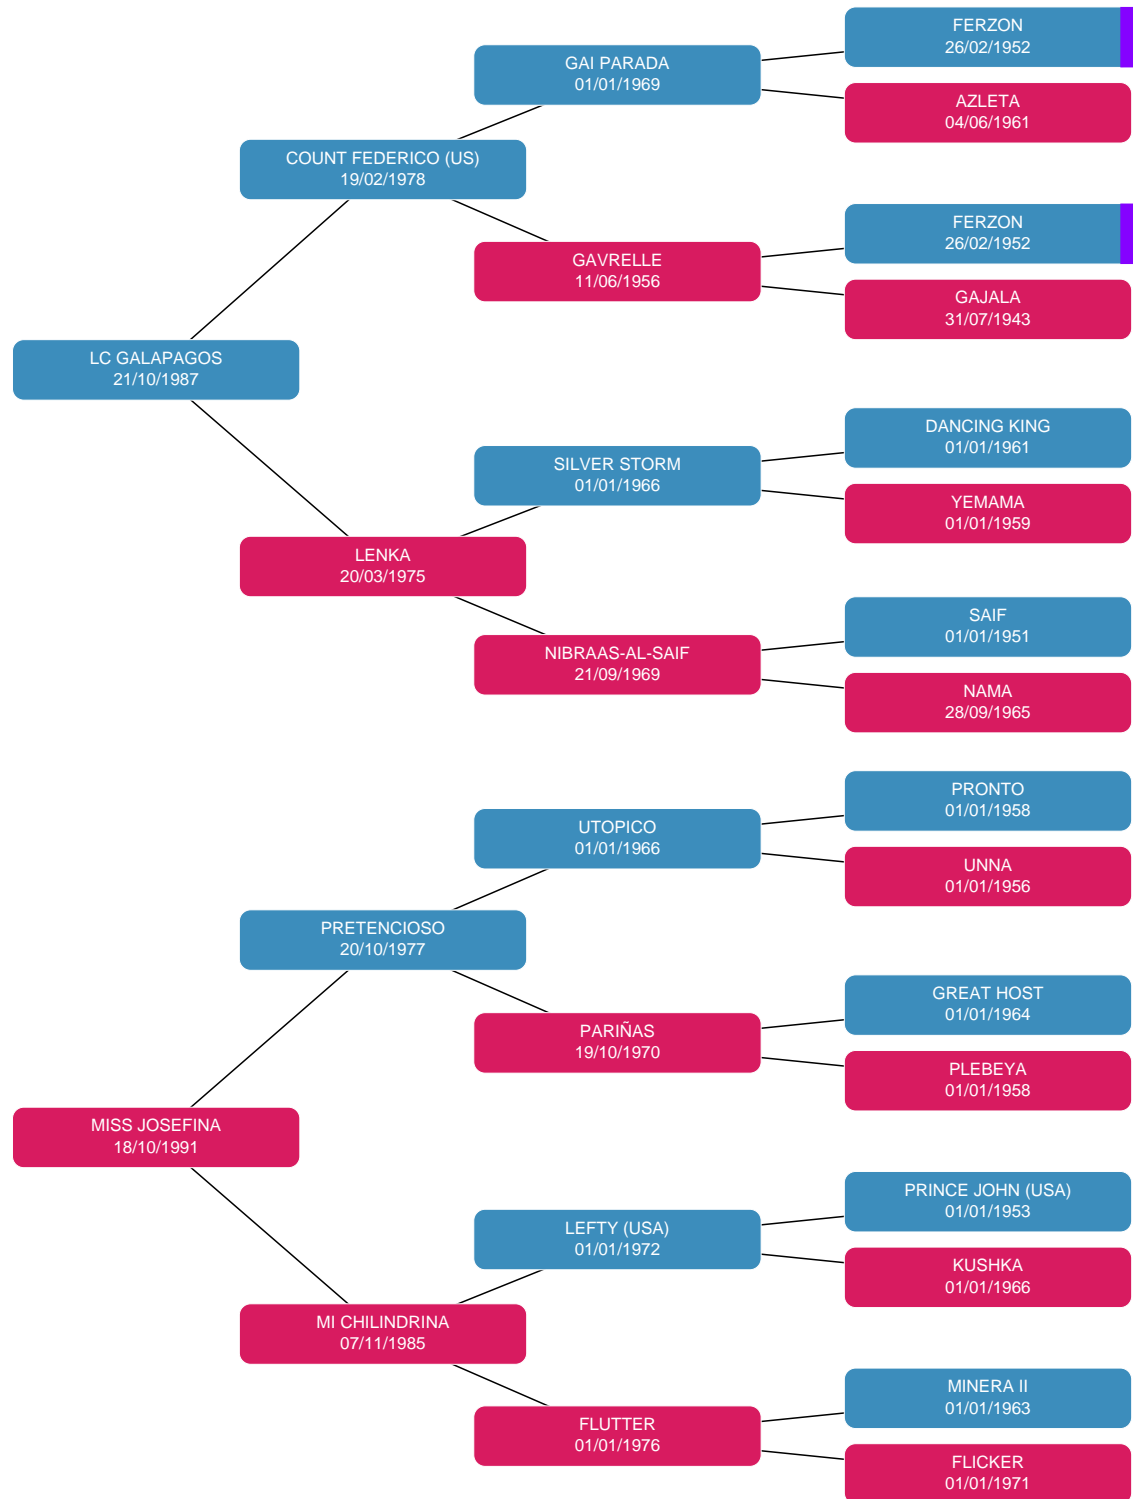 FERZON
26/02/1952
GAI PARADA
01/01/1969
AZLETA
04/06/1961
COUNT FEDERICO (US)
19/02/1978
FERZON
26/02/1952
GAVRELLE
11/06/1956
GAJALA
31/07/1943
LC GALAPAGOS
21/10/1987
DANCING KING
01/01/1961
SILVER STORM
01/01/1966
YEMAMA
01/01/1959
LENKA
20/03/1975
SAIF
01/01/1951
NIBRAAS-AL-SAIF
21/09/1969
NAMA
28/09/1965
PRONTO
01/01/1958
UTOPICO
01/01/1966
UNNA
01/01/1956
PRETENCIOSO
20/10/1977
GREAT HOST
01/01/1964
PARIÑAS
19/10/1970
PLEBEYA
01/01/1958
MISS JOSEFINA
18/10/1991
PRINCE JOHN (USA)
01/01/1953
LEFTY (USA)
01/01/1972
KUSHKA
01/01/1966
MI CHILINDRINA
07/11/1985
MINERA II
01/01/1963
FLUTTER
01/01/1976
FLICKER
01/01/1971